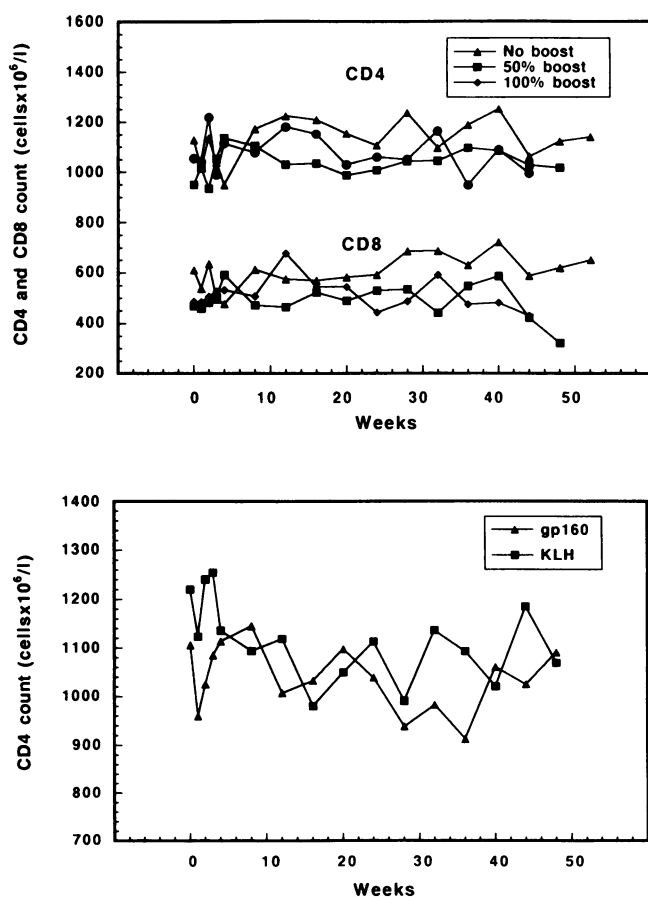 1600
1400
1200
1000
800
600
400
200
CD4 and CD8 count (cellsx10⁶/l)
CD4
CD8
No boost
50% boost
100% boost
0 10 20 30 40 50
Weeks
1400
1300
1200
1100
1000
900
800
700
CD4 count (cellsx10⁶/l)
gp160
KLH
0 10 20 30 40 50
Weeks